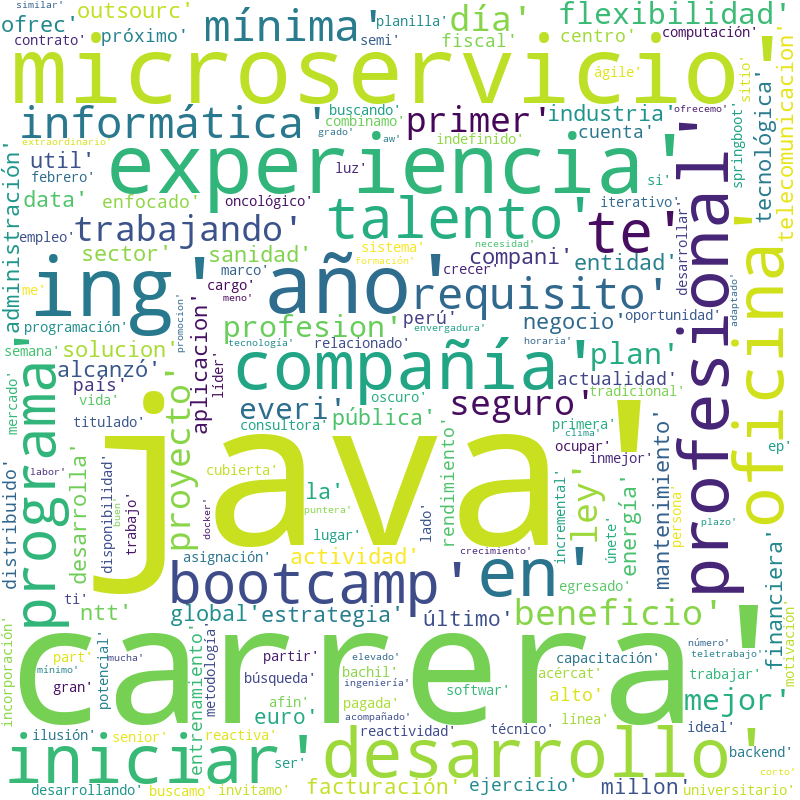 similar'
ofrec'
outsourc'
contrato'
próximo'
mínima'
planilla'
semi'
día'
fiscal'
flexibilidad'
centro'
computación'
ágile'
sitio'
microservicio'
extraordinario'
informática'
buscando'
combinamo'
grado'
aw'
primer'
indefinido'
industria'
cuenta'
ofrecemo'
tecnológica'
springboot'
telecomunicacion'
administración'
util'
febrero'
data'
enfocado'
oncológico'
luz'
experiencia'
si'
iterativo'
profesional'
empleo'
trabajando'
talento'
te'
desarrollar'
sector'
sanidad'
sistema'
formación'
necesidad'
compani'
entidad'
me'
ing'
marco'
cargo'
meno'
año'
crecer'
requisito'
oportunidad'
adaptado'
oficina'
programación'
promocion'
aplicacion'
líder'
tecnología'
profesion'
perú'
relacionado'
envergadura'
negocio'
horaria'
semana'
solucion'
mercado'
vida'
alcanzó'
país'
titulado'
compañía'
plan'
actualidad'
tradicional'
everi'
oscuro'
pública'
consultora'
seguro'
primera'
clima'
ocupar'
inmejor'
ep'
programa'
proyecto'
java'
labor'
desarrolla'
disponibilidad'
buen'
trabajo'
docker'
cubierta'
la'
puntera'
lugar'
rendimiento'
lado'
ley'
incremental'
únete'
energía'
mantenimiento'
persona'
plazo'
distribuido'
ti'
asignación'
actividad'
crecimiento'
bootcamp'
en'
egresado'
ntt'
global'
estrategia'
último'
beneficio'
financiera'
motivación'
incorporación'
part'
mínimo'
gran'
potencial'
mucha'
carrera'
entrenamiento'
metodología'
partir'
búsqueda'
afin'
elevado'
bachil'
ingeniería'
pagada'
acompañado'
softwar'
capacitación'
acércat'
alto'
línea'
número'
teletrabajo'
trabajar'
mejor'
euro'
reactividad'
técnico'
ideal'
ilusión'
senior'
reactiva'
iniciar'
ser'
desarrollo'
backend'
corto'
desarrollando'
buscamo'
invitamo'
facturación'
ejercicio'
millon'
universitario'